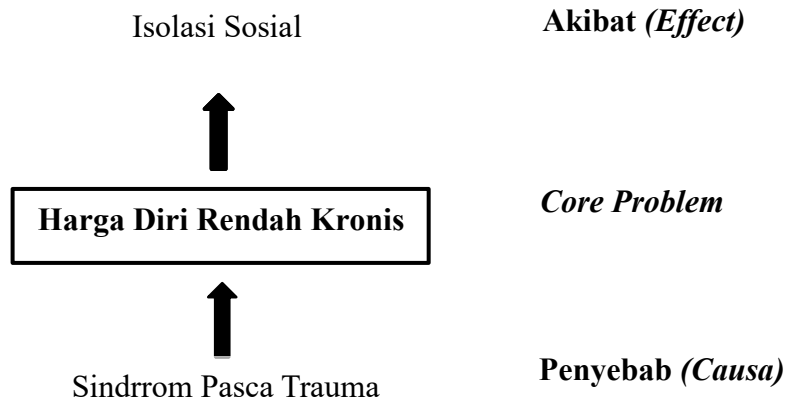 Isolasi Sosial
Akibat (Effect)
Harga Diri Rendah Kronis
Core Problem
Sindrrom Pasca Trauma
Penyebab (Causa)